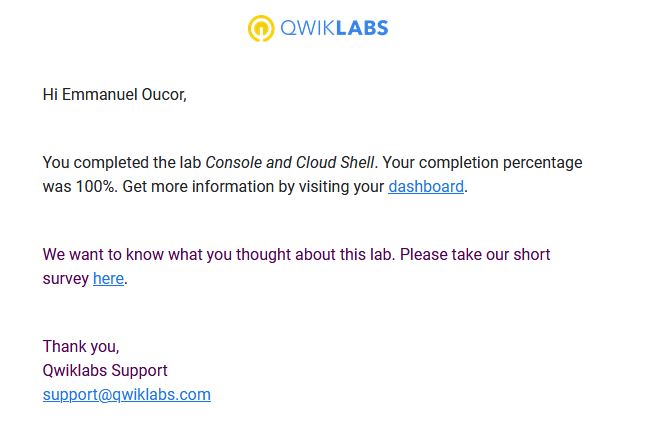 QWIKLABS
Hi Emmanuel Oucor,
You completed the lab Console and Cloud Shell. Your completion percentage
was 100%. Get more information by visiting your dashboard.
We want to know what you thought about this lab. Please take our short
survey here.
Thank you,
Qwiklabs Support
support@qwiklabs.com